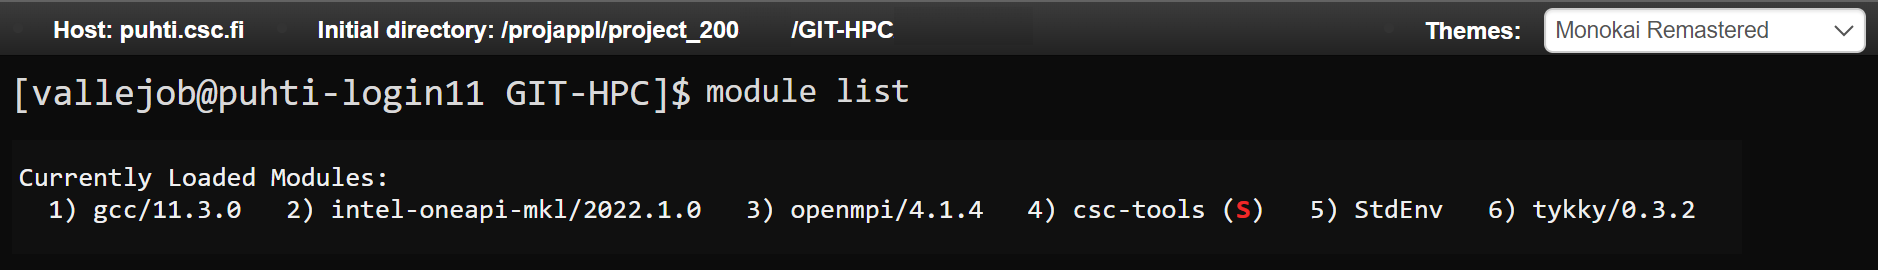 Host: puhti.csc.fi Initial directory: /projappl/project_200 /GIT-HPC Themes: Monokai Remastered
[vallejob@puhti-login11 GIT-HPC]$ module list
Currently Loaded Modules:
1) gcc/11.3.0 2) intel-oneapi-mkl/2022.1.0 3) openmpi/4.1.4 4) csc-tools (S) 5) StdEnv 6) tykky/0.3.2